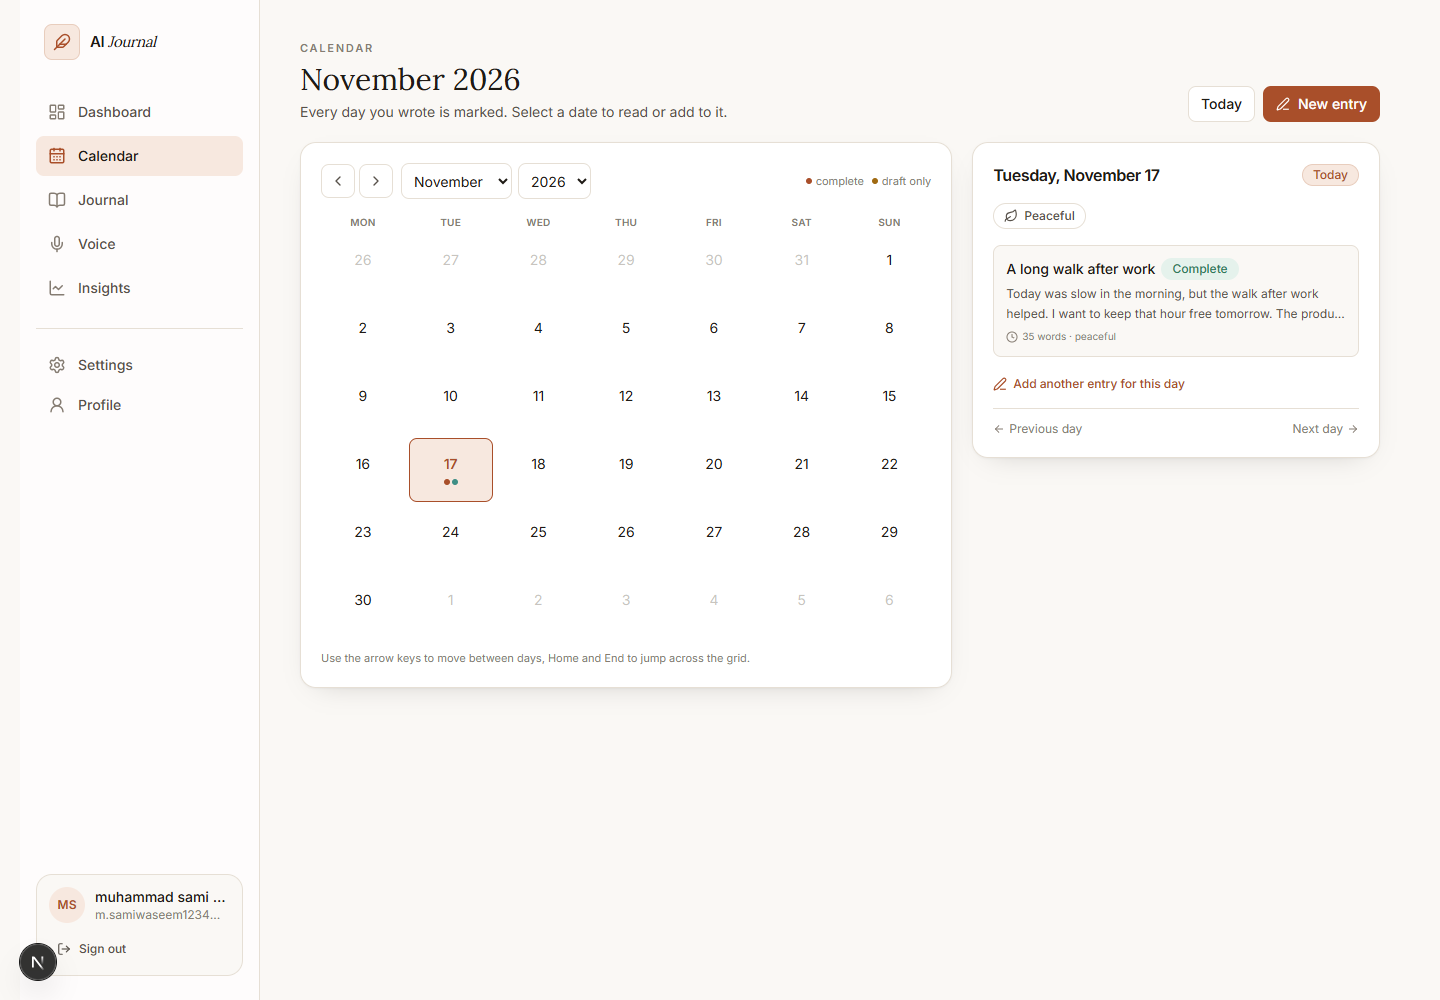 AI Journal
Dashboard
Calendar
Journal
Voice
Insights
Settings
Profile
muhammad sami ...
m.samiwaseem1234...
Sign out
N
CALENDAR
November 2026
Every day you wrote is marked. Select a date to read or add to it.
Today
New entry
November 2026
complete draft only
MON TUE WED THU FRI SAT SUN
26 27 28 29 30 31 1
2 3 4 5 6 7 8
9 10 11 12 13 14 15
16 17 18 19 20 21 22
23 24 25 26 27 28 29
30 1 2 3 4 5 6
Use the arrow keys to move between days, Home and End to jump across the grid.
Tuesday, November 17 Today
Peaceful
A long walk after work Complete
Today was slow in the morning, but the walk after work
helped. I want to keep that hour free tomorrow. The produ...
35 words · peaceful
Add another entry for this day
← Previous day Next day →